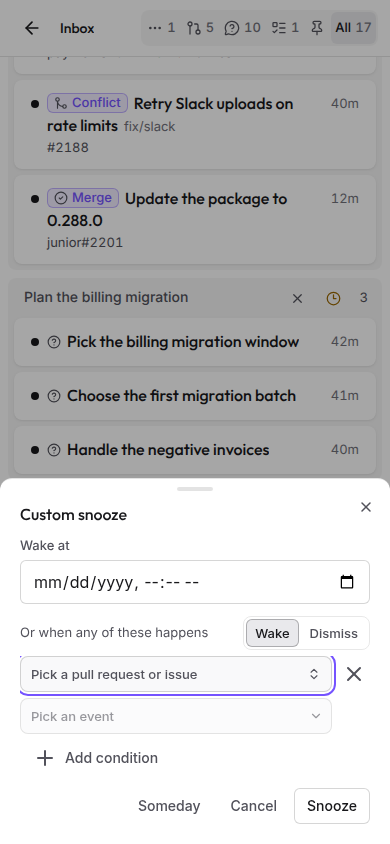 Inbox
1
5
10
1
All 17
Conflict Retry Slack uploads on 40m
rate limits fix/slack
#2188
Merge Update the package to 12m
0.288.0
junior#2201
Plan the billing migration 3
Pick the billing migration window 42m
Choose the first migration batch 41m
Handle the negative invoices 40m
Custom snooze
Wake at
mm/dd/yyyy, --:-- --
Or when any of these happens Wake Dismiss
Pick a pull request or issue
Pick an event
Add condition
Someday Cancel Snooze